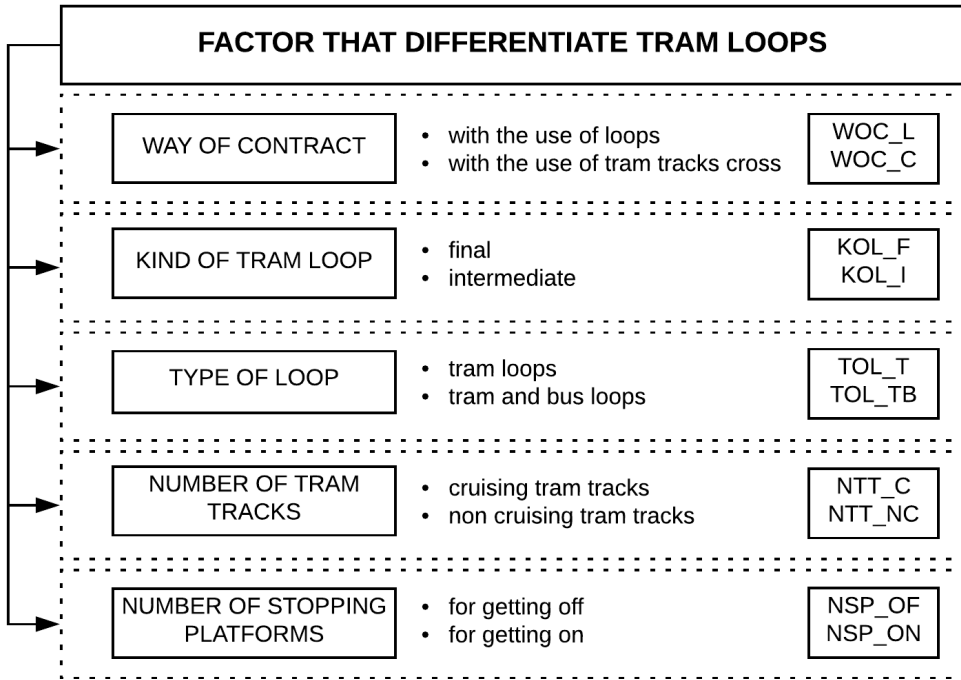 FACTOR THAT DIFFERENTIATE TRAM LOOPS
WAY OF CONTRACT
• with the use of loops
• with the use of tram tracks cross
WOC_L
WOC_C
KIND OF TRAM LOOP
• final
• intermediate
KOL_F
KOL_I
TYPE OF LOOP
• tram loops
• tram and bus loops
TOL_T
TOL_TB
NUMBER OF TRAM
TRACKS
• cruising tram tracks
• non cruising tram tracks
NTT_C
NTT_NC
NUMBER OF STOPPING
PLATFORMS
• for getting off
• for getting on
NSP_OF
NSP_ON